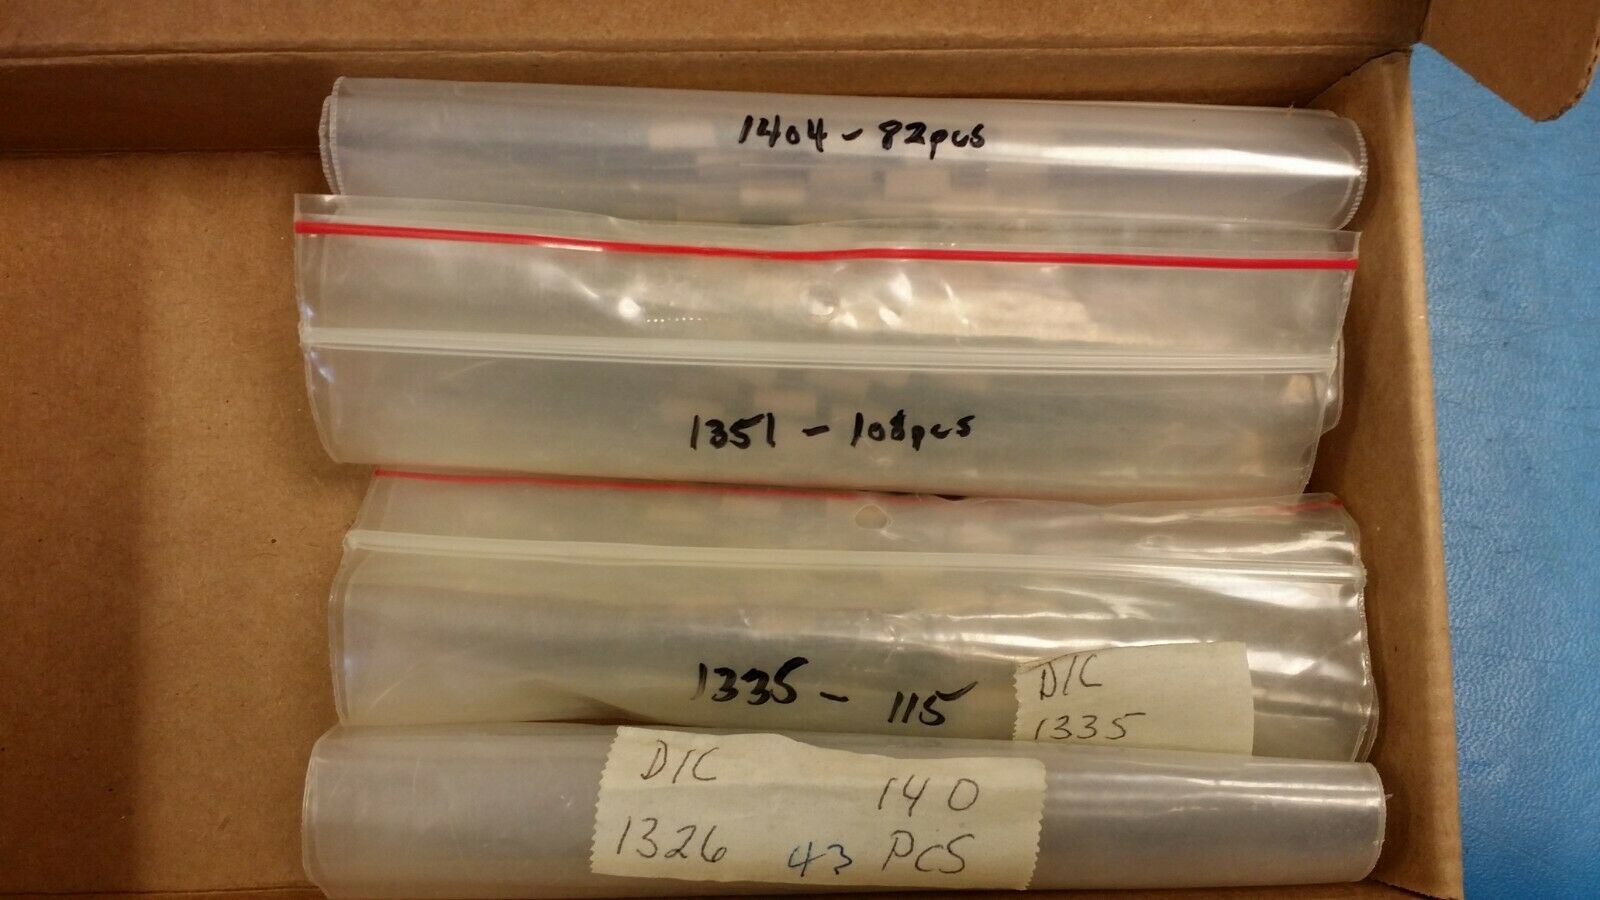 1404 - 82pcs
1351 - 108pcs
1335 - 115
D/C
1335
D/C 140
1326 43 PCS